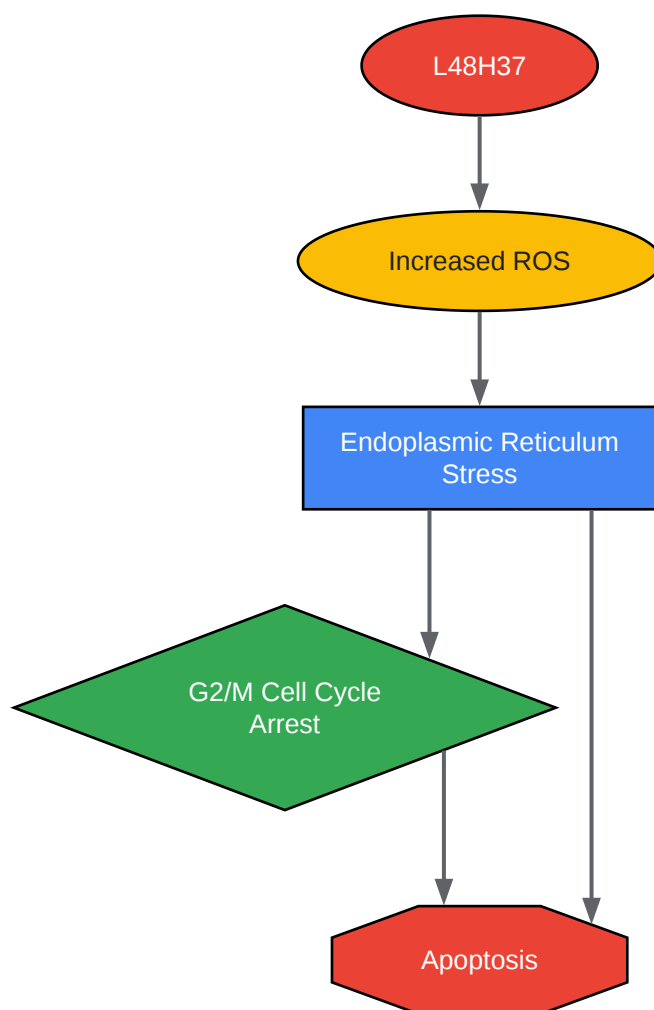 L48H37
Increased ROS
Endoplasmic Reticulum
Stress
G2/M Cell Cycle
Arrest
Apoptosis